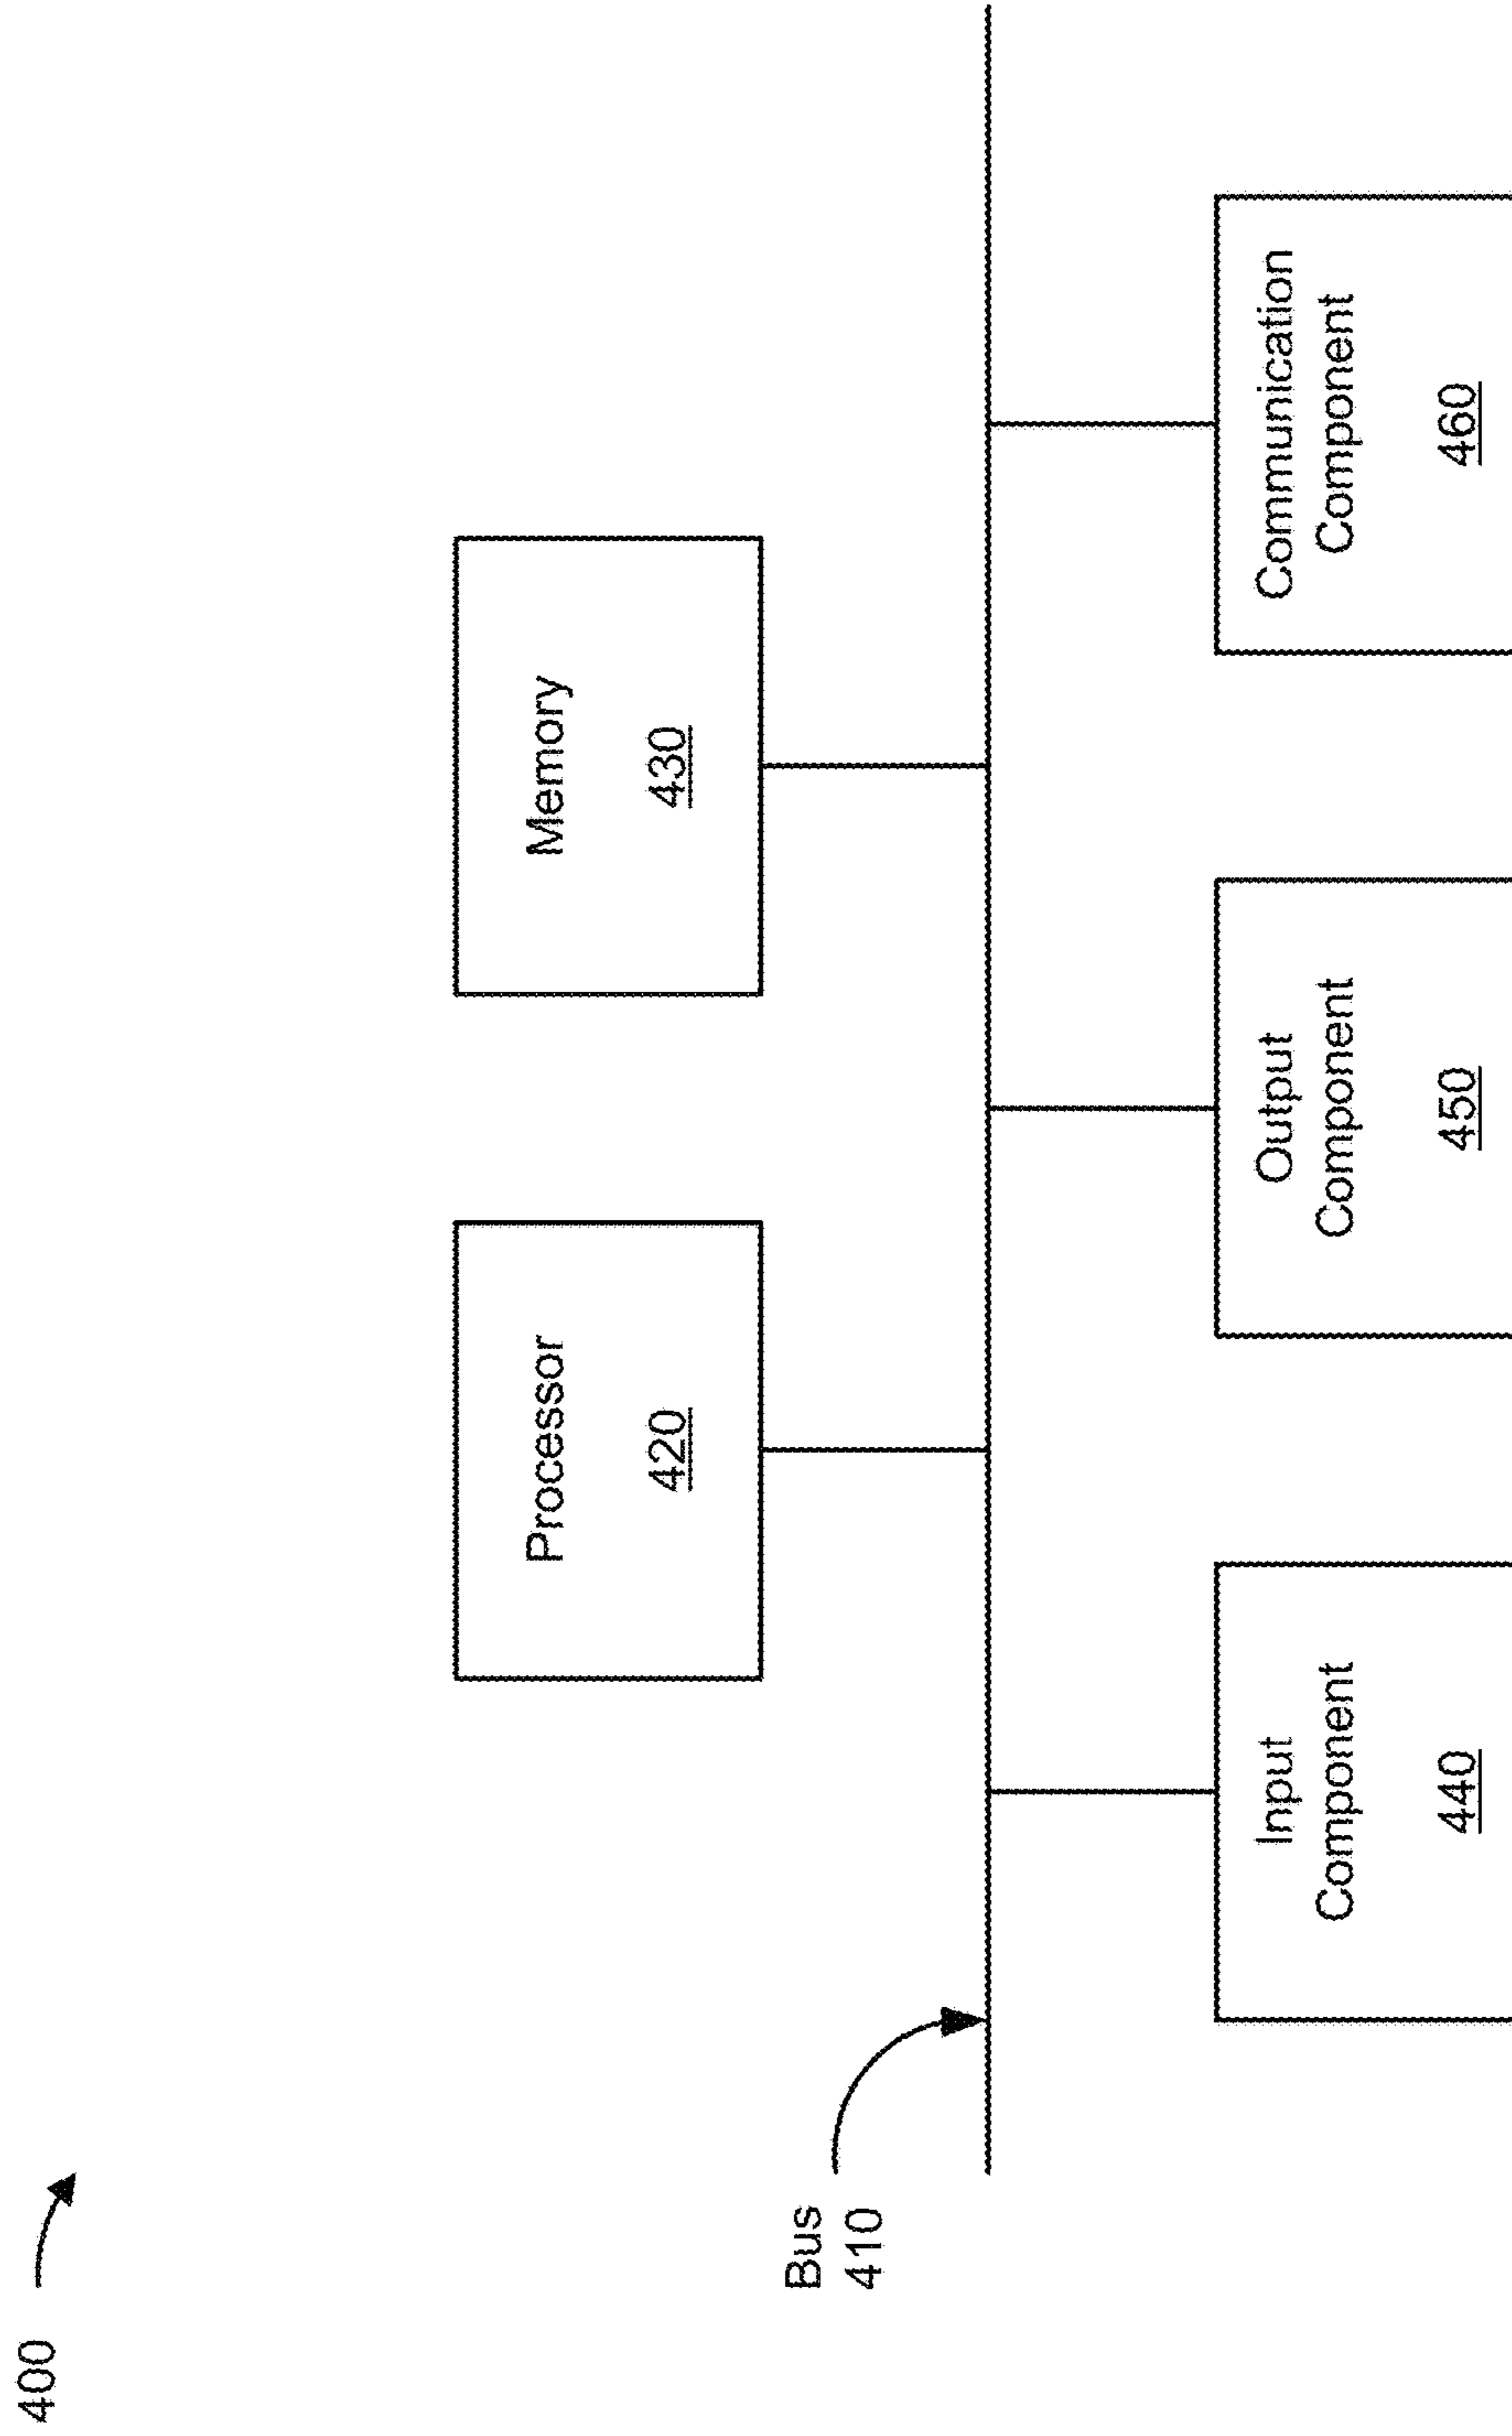 400
Processor
420
Memory
430
Bus
410
Input
Component
440
Output
Component
450
Communication
Component
460